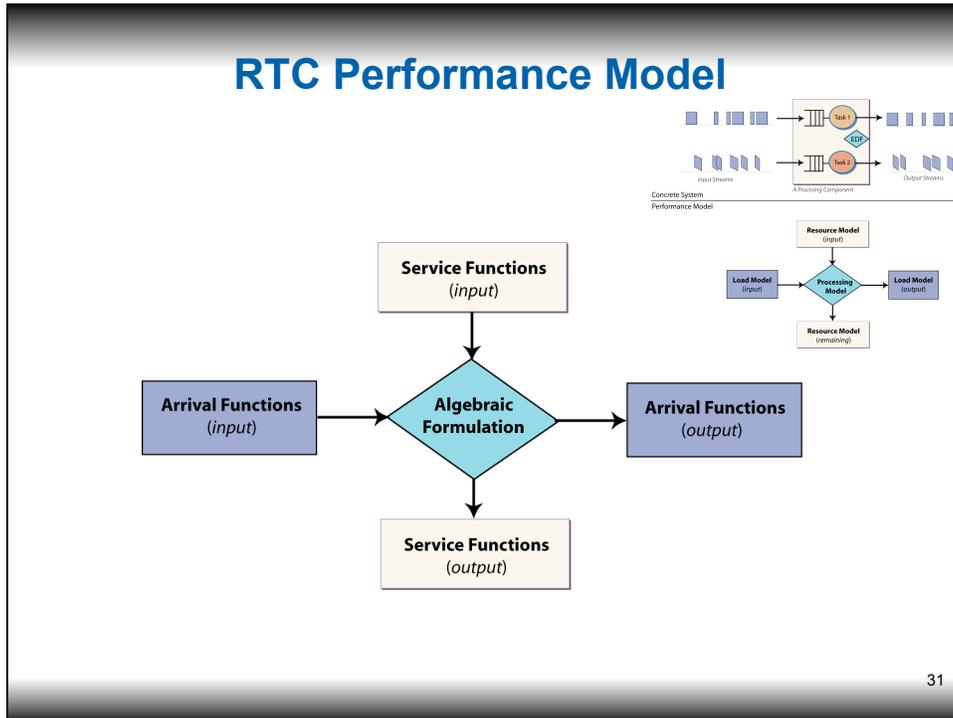 RTC Performance Model
Task 1
EDF
Task 2
Input Streams
Output Streams
A Procesing Component
Concrete System
Performance Model
Resource Model
(input)
Load Model
(input)
Processing
Model
Load Model
(output)
Resource Model
(remaining)
Service Functions
(input)
Arrival Functions
(input)
Algebraic
Formulation
Arrival Functions
(output)
Service Functions
(output)
31